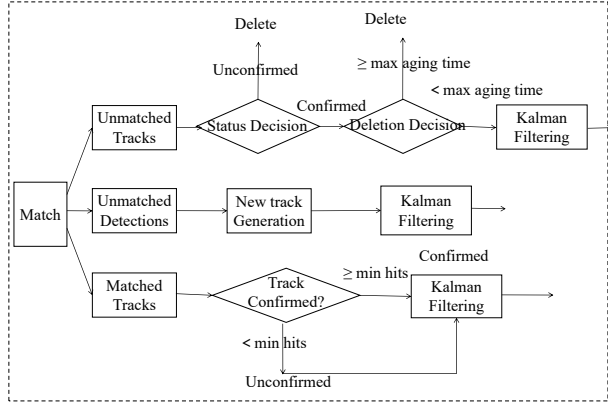 Delete
Delete
Unconfirmed
≥ max aging time
< max aging time
Unmatched
Tracks
Status Decision
Confirmed
Deletion Decision
Kalman
Filtering
Match
Unmatched
Detections
New track
Generation
Kalman
Filtering
Matched
Tracks
Track
Confirmed?
≥ min hits
Confirmed
Kalman
Filtering
< min hits
Unconfirmed